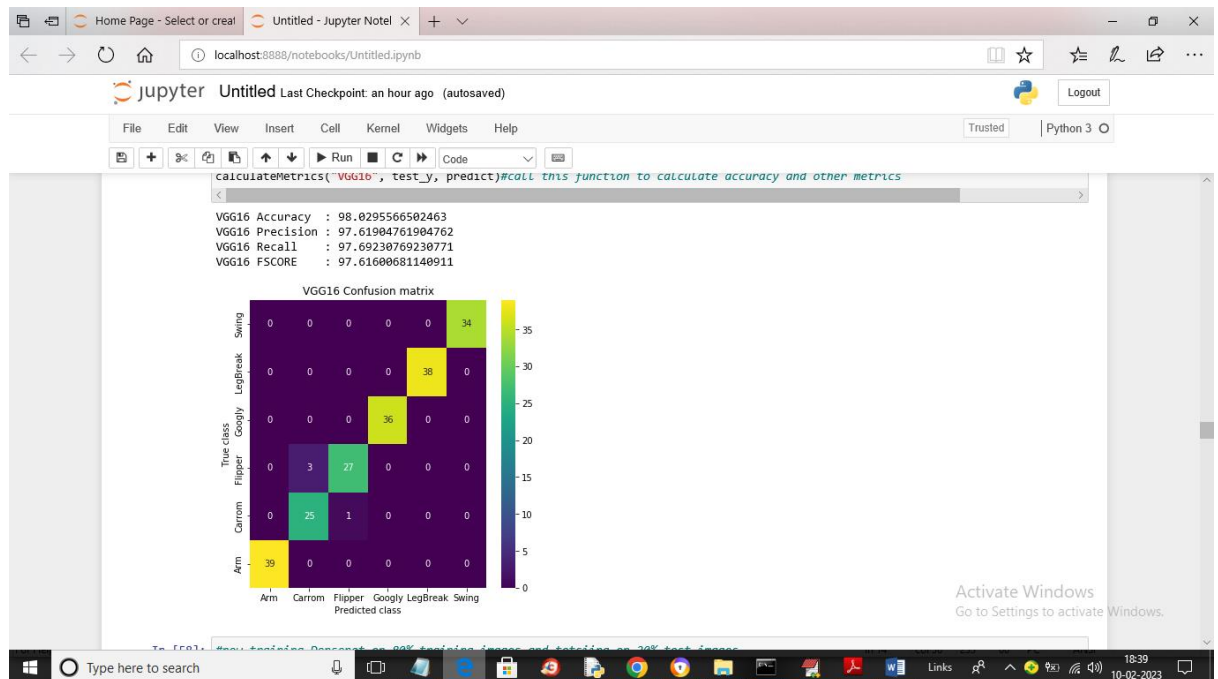 Home Page - Select or creat
Untitled - Jupyter Notel
localhost:8888/notebooks/Untitled.ipynb
jupyter Untitled Last Checkpoint: an hour ago (autosaved)
Logout
File Edit View Insert Cell Kernel Widgets Help
Trusted
Python 3
Run
Code
calculateMetrics("VGG16", test_y, predict)#call this function to calculate accuracy and other metrics
VGG16 Accuracy : 98.0295566502463
VGG16 Precision : 97.61904761904762
VGG16 Recall : 97.69230769230771
VGG16 FSCORE : 97.61600681140911
VGG16 Confusion matrix
Swing 0 0 0 0 0 34
LegBreak 0 0 0 0 38 0
Googly 0 0 0 36 0 0
Flipper 0 3 27 0 0 0
Carrom 0 25 1 0 0 0
Arm 39 0 0 0 0 0
True class
Arm Carrom Flipper Googly LegBreak Swing
Predicted class
35
30
25
20
15
10
5
0
Activate Windows
Go to Settings to activate Windows.
Type here to search
Links
18:39
10-02-2023